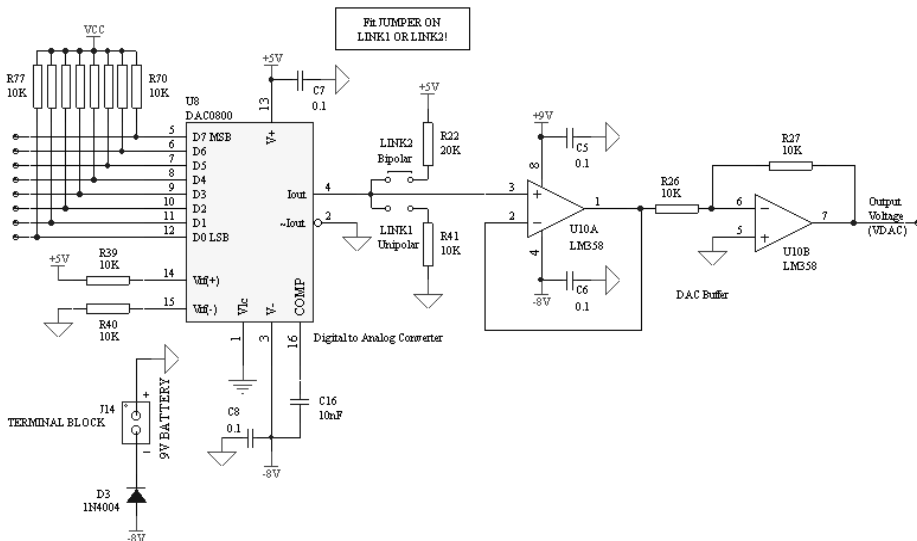 Fit JUMPER ON
LINK1 OR LINK2!
VCC
R77
10K
R70
10K
U8
DAC0800
+5V
C7
0.1
13
V+
5
D7 MSB
6
D6
7
D5
8
D4
9
D3
10
D2
11
D1
12
D0 LSB
4
Iout
2
~Iout
+5V
R39
10K
14
Vrf(+)
15
Vrf(-)
R40
10K
Vlc
V-
COMP
1
3
16
Digital to Analog Converter
LINK2
Bipolar
+5V
R22
20K
LINK1
Unipolar
R41
10K
+9V
C5
0.1
8
3
+
2
−
1
U10A
LM358
4
C6
0.1
-8V
R26
10K
R27
10K
6
−
5
+
7
U10B
LM358
Output
Voltage
(VDAC)
DAC Buffer
C16
10nF
C8
0.1
-8V
J14
+
−
TERMINAL BLOCK
9V BATTERY
D3
1N4004
-8V